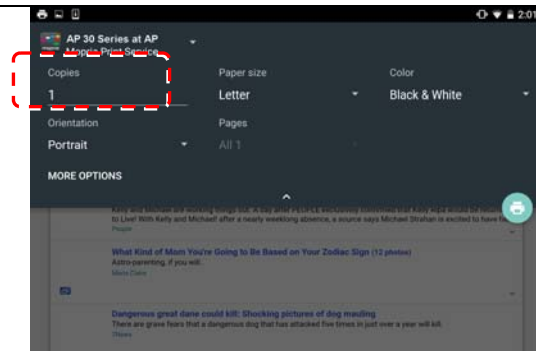 2:01
AP 30 Series at AP
Mopria Print Service
Copies
Paper size
Color
1
Letter
Black & White
Orientation
Pages
Portrait
All 1
MORE OPTIONS
to Live! With Kelly and Michael! after a nearly weeklong absence, a source says Michael Strahan is excited to have
People
What Kind of Mom You're Going to Be Based on Your Zodiac Sign (12 photos)
Astro-parenting, if you will.
Marie Claire
Dangerous great dane could kill: Shocking pictures of dog mauling
There are grave fears that a dangerous dog that has attacked five times in just over a year will kill.